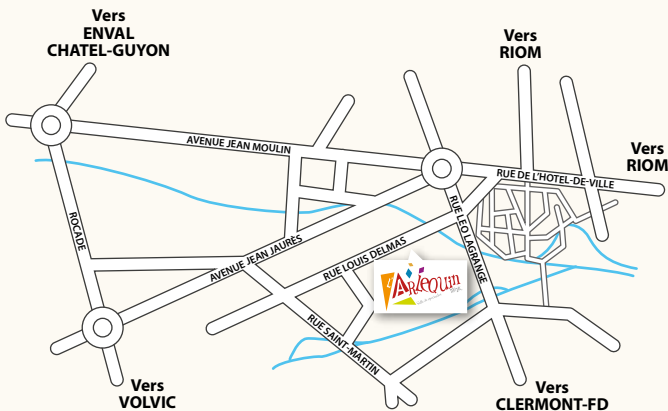 Vers
ENVAL
CHATEL-GUYON
Vers
RIOM
Vers
RIOM
AVENUE JEAN MOULIN
RUE DE L'HOTEL-DE-VILLE
ROCADE
AVENUE JEAN JAURÈS
RUE LOUIS DELMAS
RUE LEO LAGRANGE
L'ARLEQUIN
RUE SAINT-MARTIN
Vers
VOLVIC
Vers
CLERMONT-FD